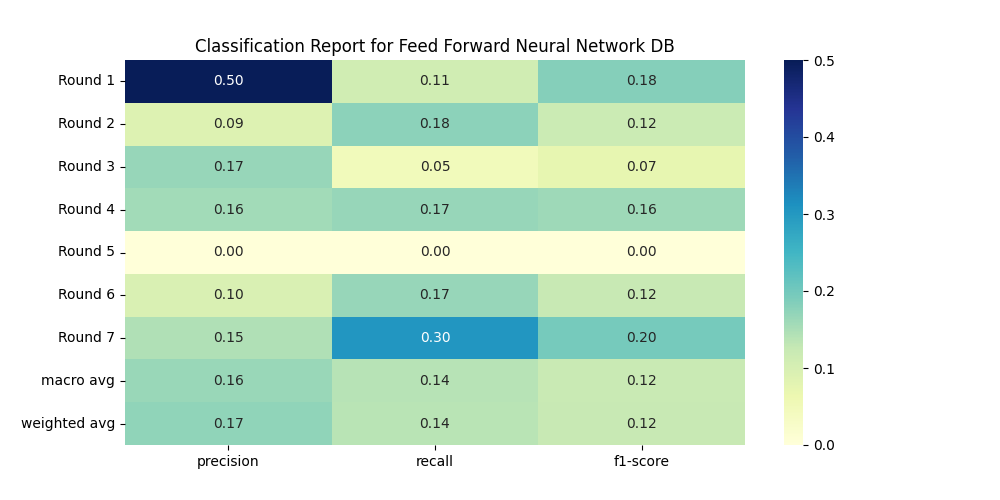 Classification Report for Feed Forward Neural Network DB
Round 1 0.50 0.11 0.18
Round 2 0.09 0.18 0.12
Round 3 0.17 0.05 0.07
Round 4 0.16 0.17 0.16
Round 5 0.00 0.00 0.00
Round 6 0.10 0.17 0.12
Round 7 0.15 0.30 0.20
macro avg 0.16 0.14 0.12
weighted avg 0.17 0.14 0.12
precision recall f1-score
0.5
0.4
0.3
0.2
0.1
0.0